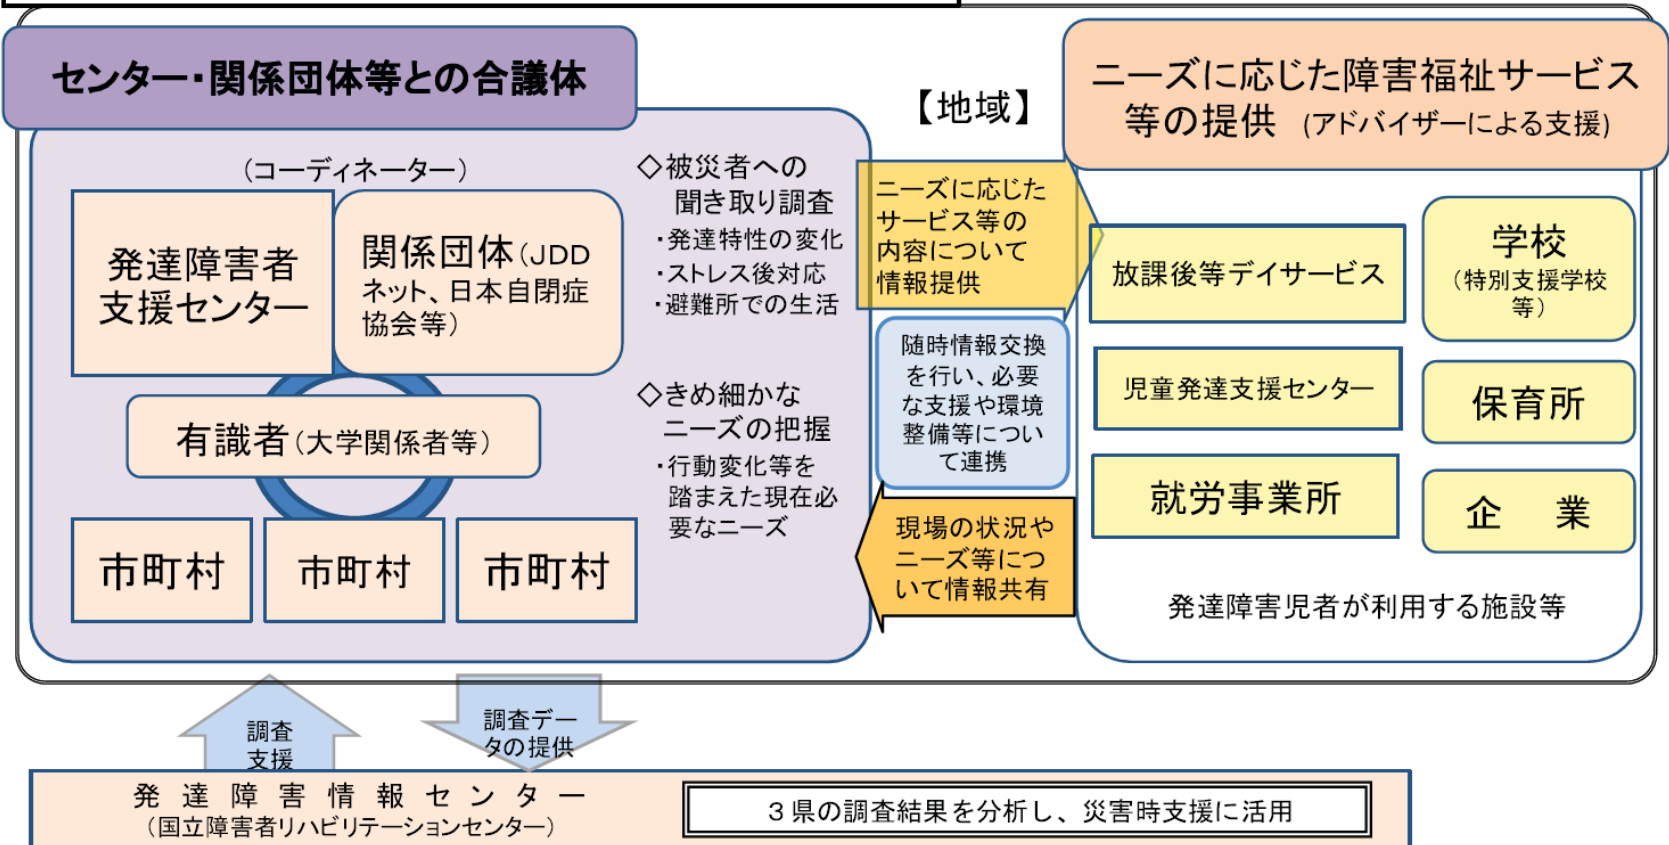 センター・関係団体等との合議体
(コーディネーター)
発達障害者
支援センター
関係団体(JDD
ネット、日本自閉症
協会等)
有識者(大学関係者等)
市町村
市町村
市町村
◇被災者への
聞き取り調査
・発達特性の変化
・ストレス後対応
・避難所での生活
◇きめ細かな
ニーズの把握
・行動変化等を
踏まえた現在必
要なニーズ
【地域】
ニーズに応じた
サービス等の
内容について
情報提供
随時情報交換
を行い、必要
な支援や環境
整備等につい
て連携
現場の状況や
ニーズ等につ
いて情報共有
ニーズに応じた障害福祉サービス
等の提供 (アドバイザーによる支援)
放課後等デイサービス
児童発達支援センター
就労事業所
学校
(特別支援学校
等)
保育所
企 業
発達障害児者が利用する施設等
調査
支援
調査デー
タの提供
発達障害情報センター
(国立障害者リハビリテーションセンター)
3県の調査結果を分析し、災害時支援に活用